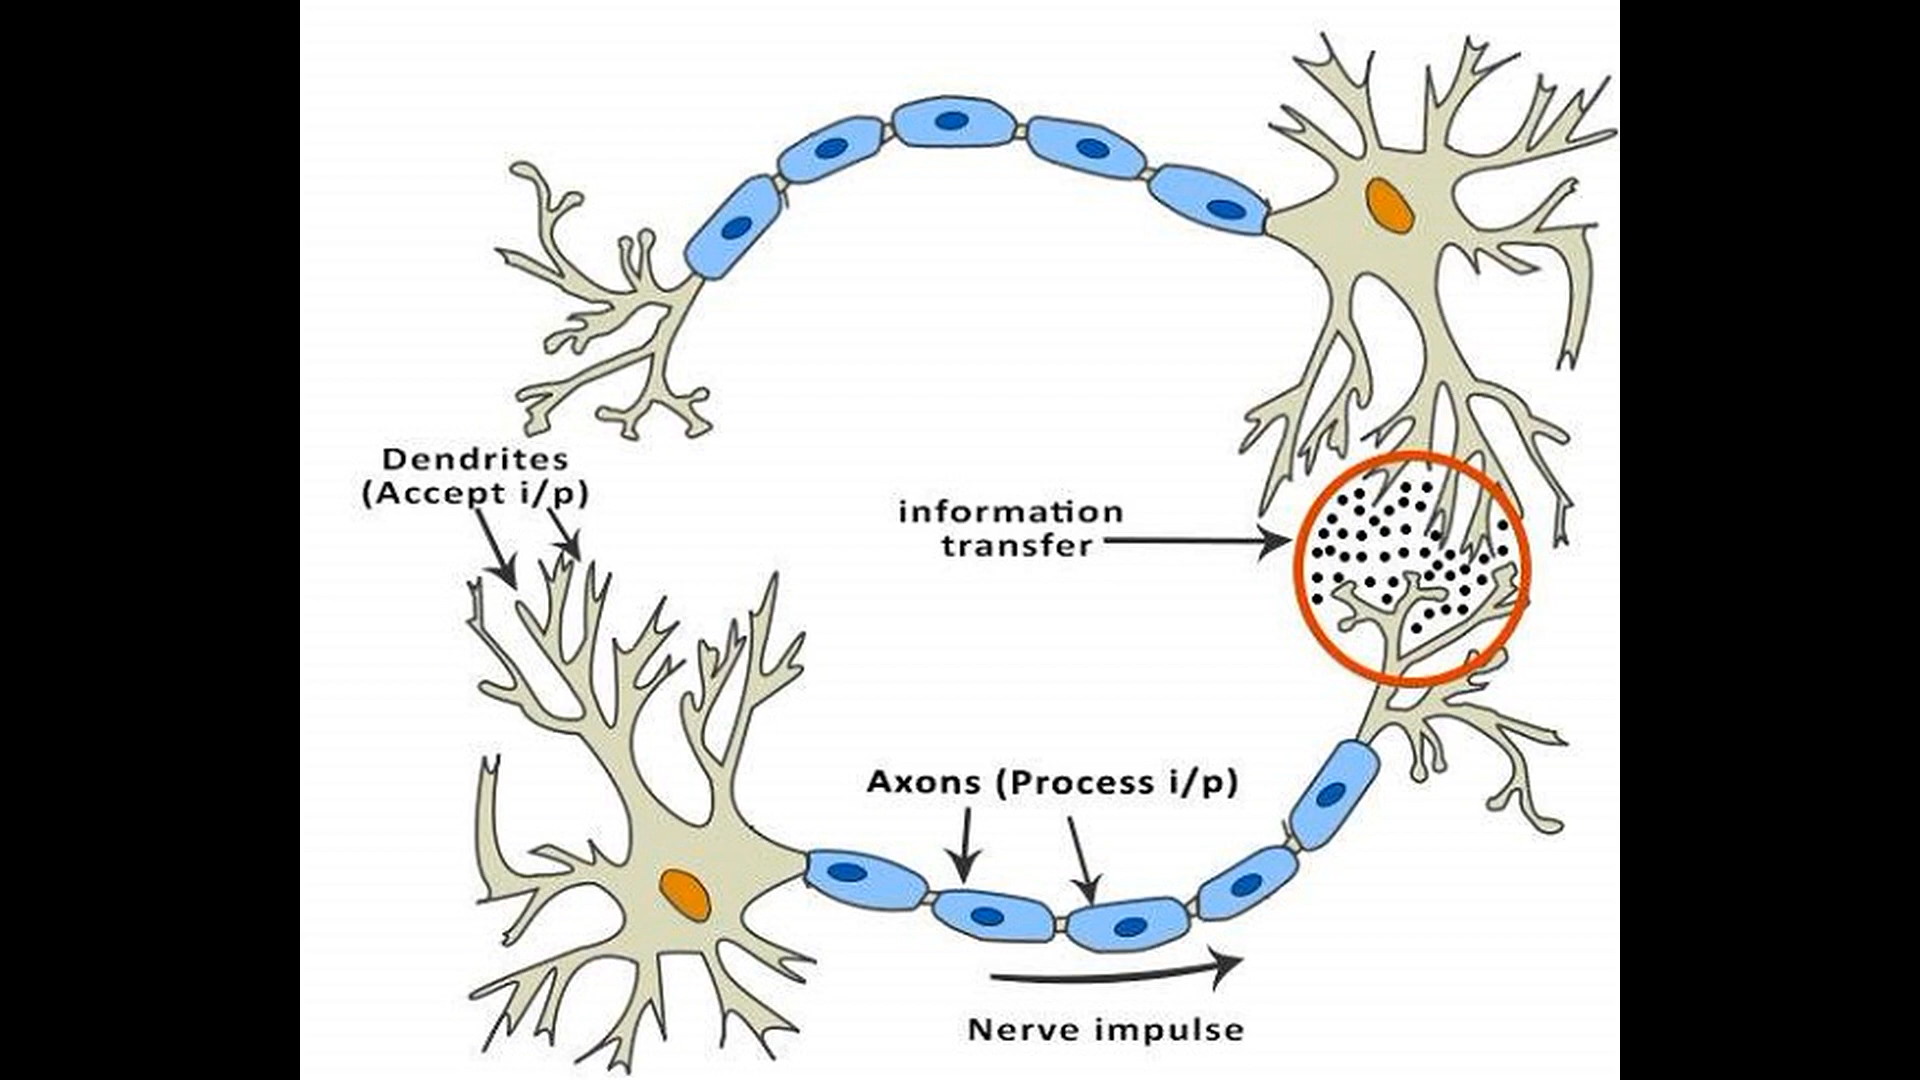 Dendrites
(Accept i/p)
information
transfer
Axons (Process i/p)
Nerve impulse